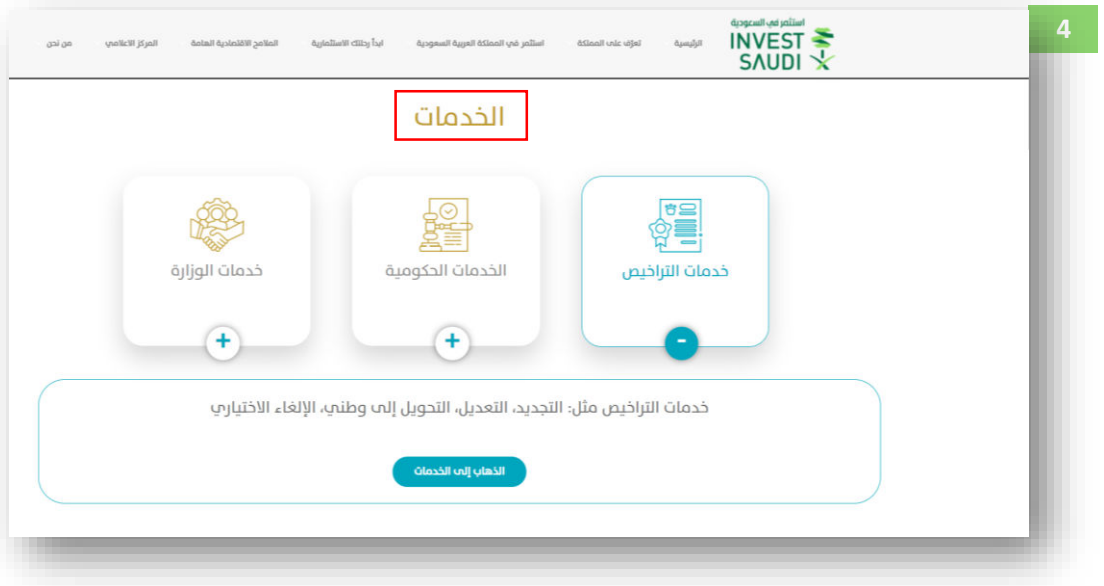 4
استثمر في السعودية
INVEST
SAUDI
الرئيسية تعرّف على المملكة استثمر في المملكة العربية السعودية ابدأ رحلتك الاستثمارية الملامح الاقتصادية الهامة المركز الاعلامي من نحن
الخدمات
خدمات التراخيص الخدمات الحكومية خدمات الوزارة
- + +
خدمات التراخيص مثل: التجديد، التعديل، التحويل إلى وطني، الإلغاء الاختياري
الذهاب إلى الخدمات